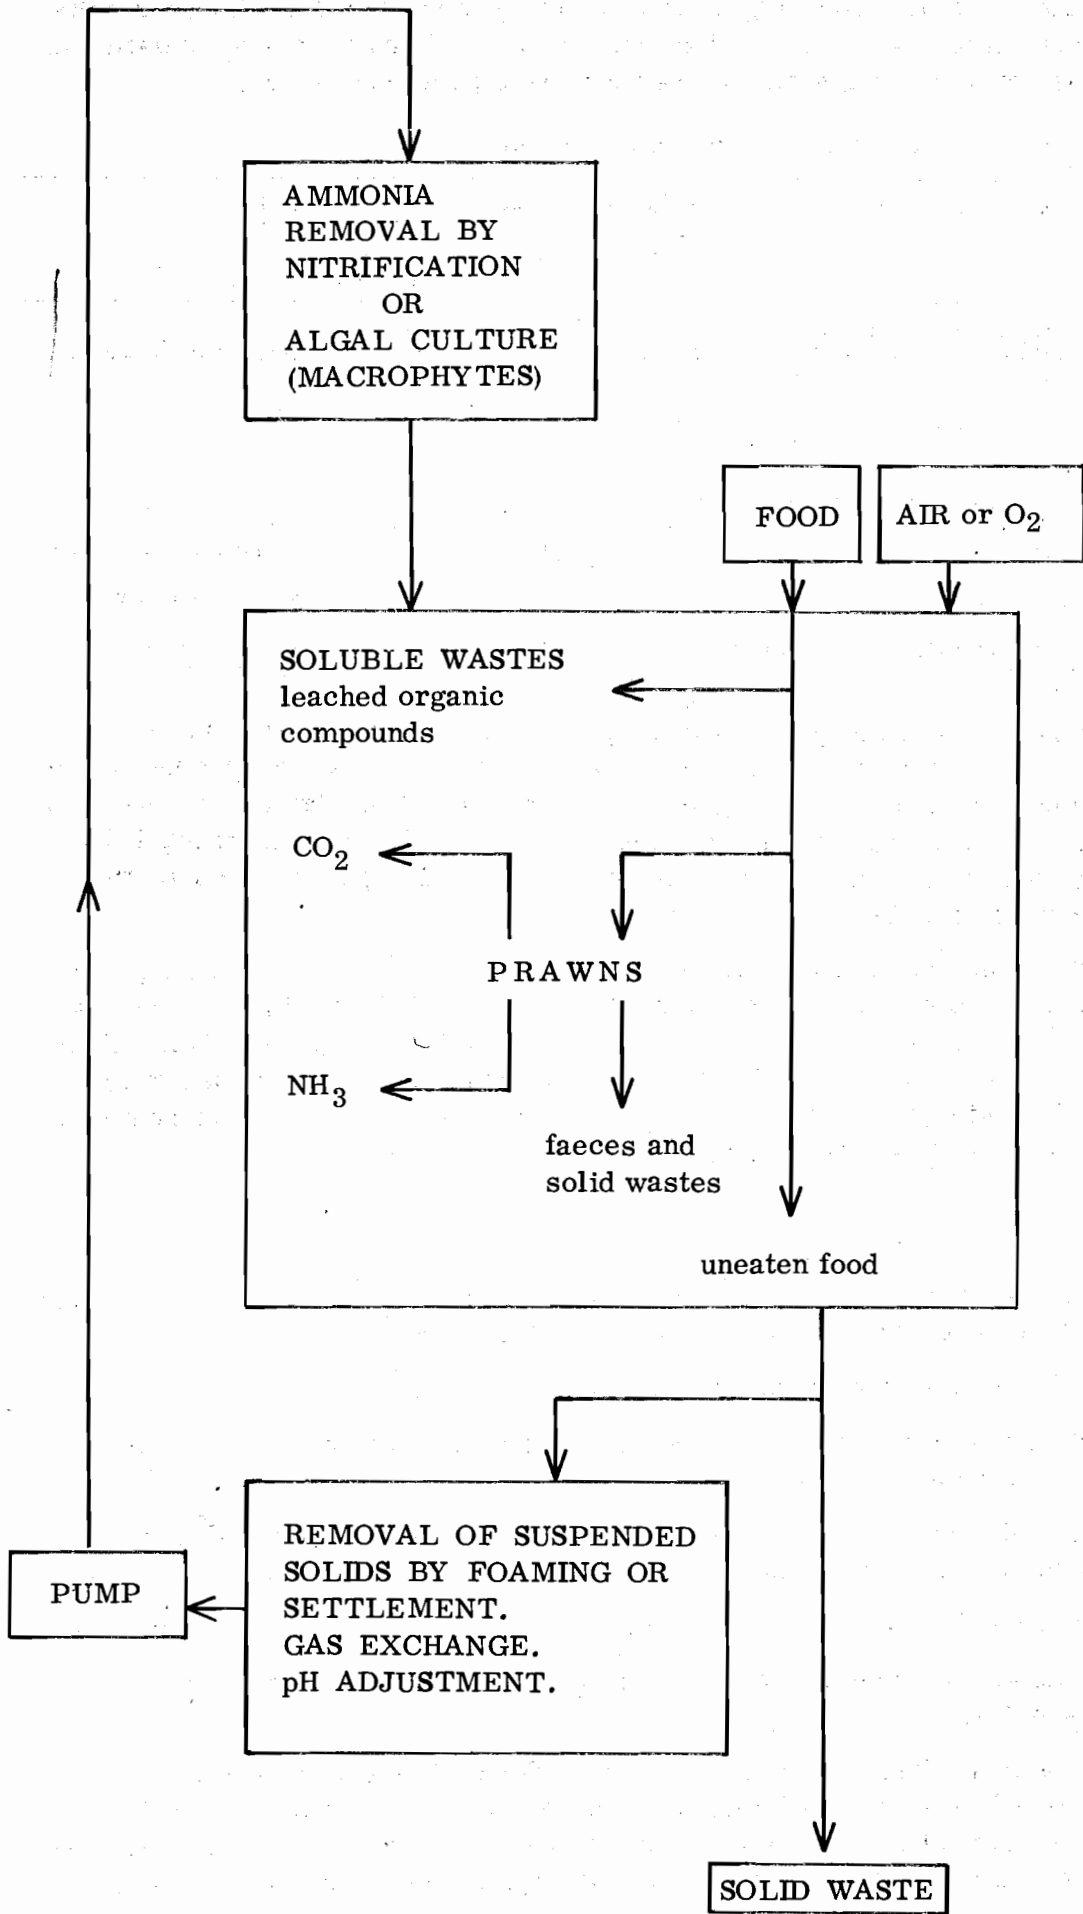 AMMONIA
REMOVAL BY
NITRIFICATION
OR
ALGAL CULTURE
(MACROPHYTES)
FOOD
AIR or O₂
SOLUBLE WASTES
leached organic
compounds
CO₂
PRAWNS
NH₃
faeces and
solid wastes
uneaten food
REMOVAL OF SUSPENDED
SOLIDS BY FOAMING OR
SETTLEMENT.
GAS EXCHANGE.
pH ADJUSTMENT.
PUMP
SOLID WASTE